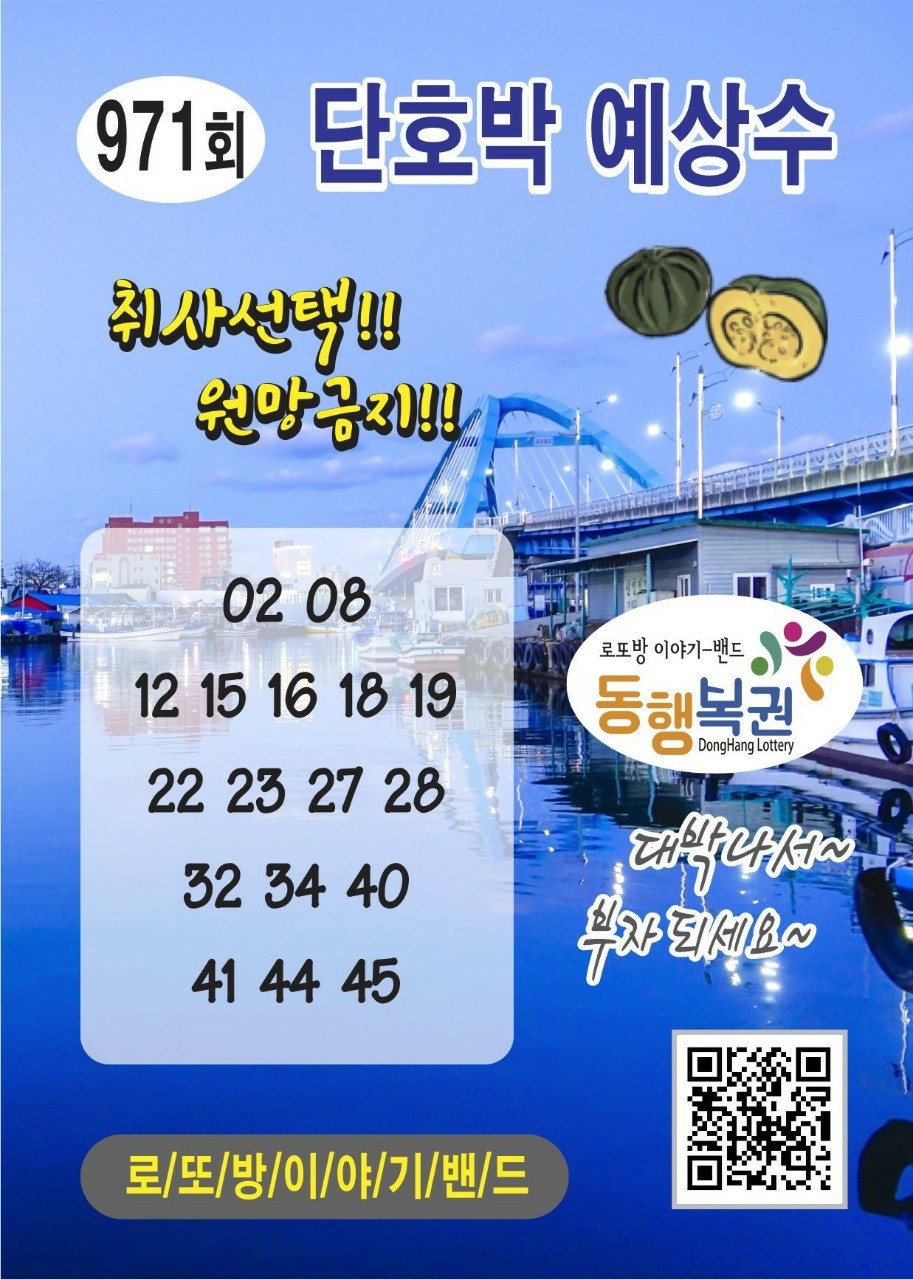 971회 단호박 예상수
취사선택!!
원망금지!!
02 08
12 15 16 18 19
22 23 27 28
32 34 40
41 44 45
로또방 이야기-밴드
동행복권
DongHang Lottery
대박나서~
부자 되세요~
로/또/방/이/야/기/밴/드